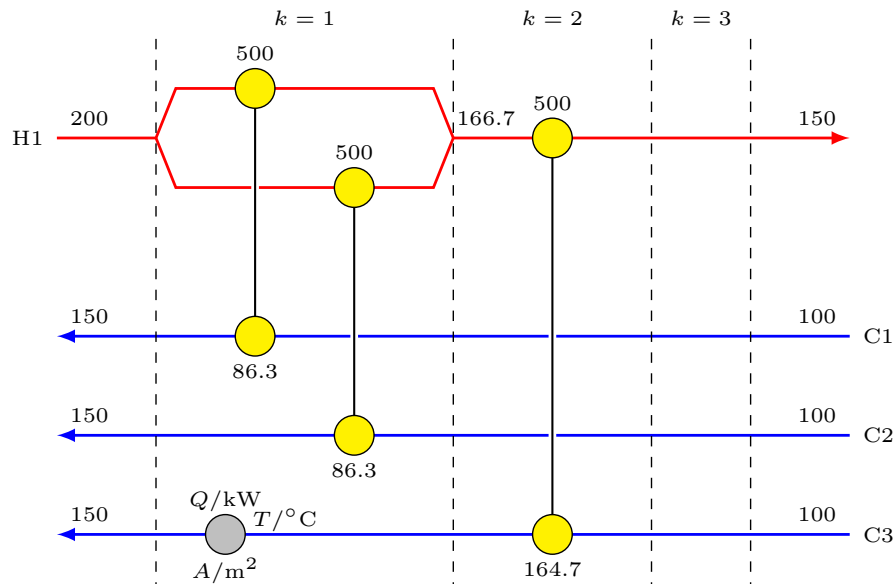 k = 1
k = 2
k = 3
500
H1
200
166.7
500
150
500
150
100
C1
86.3
150
100
C2
86.3
Q/kW
150
T/°C
100
C3
A/m²
164.7